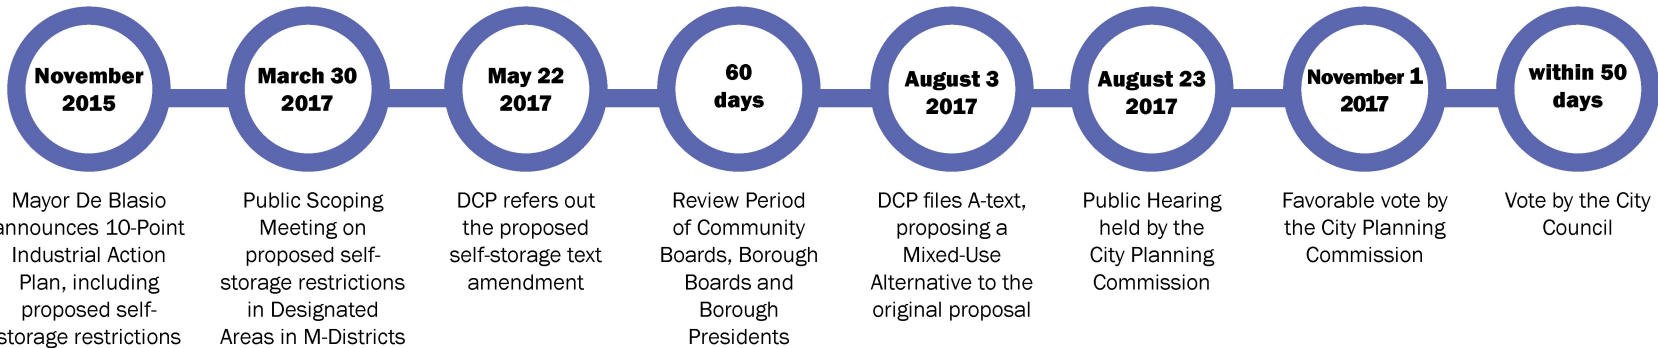 November
2015
Mayor De Blasio
announces 10-Point
Industrial Action
Plan, including
proposed self-
storage restrictions
March 30
2017
Public Scoping
Meeting on
proposed self-
storage restrictions
in Designated
Areas in M-Districts
May 22
2017
DCP refers out
the proposed
self-storage text
amendment
60
days
Review Period
of Community
Boards, Borough
Boards and
Borough
Presidents
August 3
2017
DCP files A-text,
proposing a
Mixed-Use
Alternative to the
original proposal
August 23
2017
Public Hearing
held by the
City Planning
Commission
November 1
2017
Favorable vote by
the City Planning
Commission
within 50
days
Vote by the City
Council